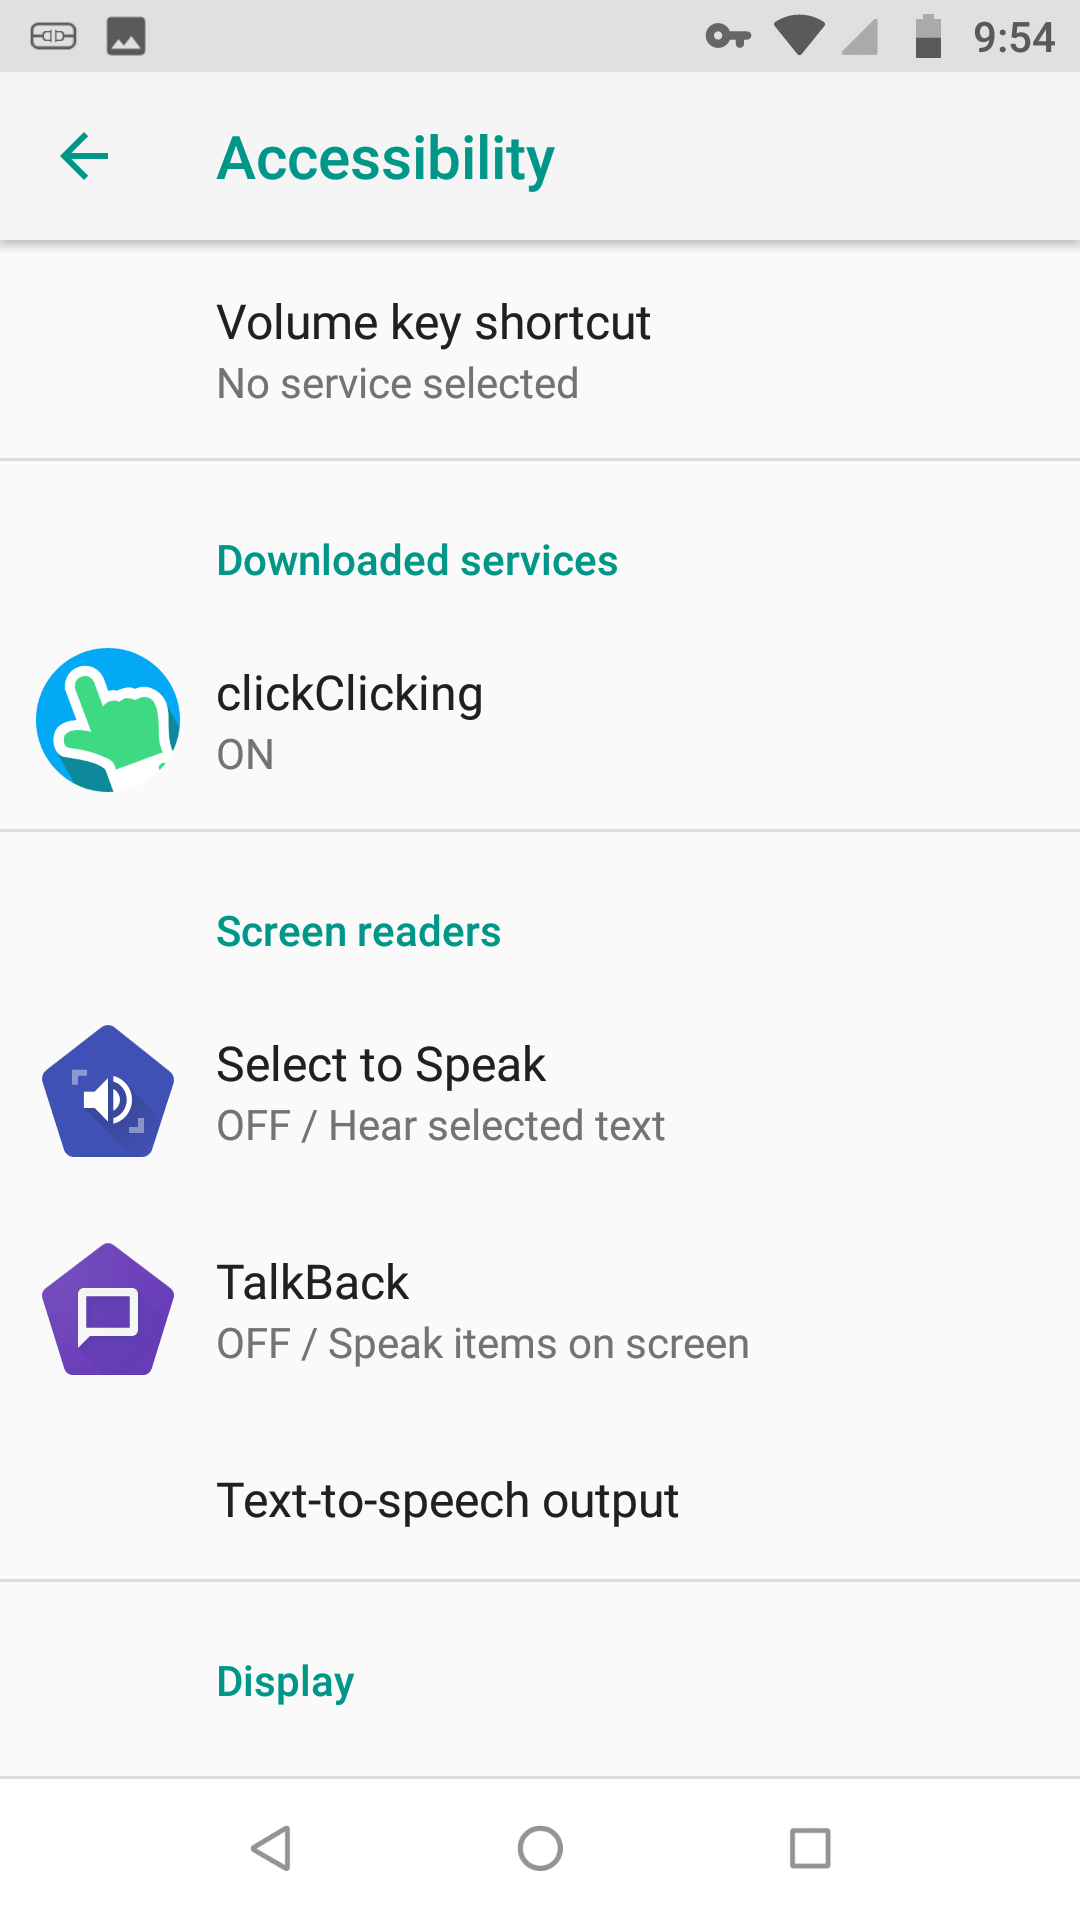 9:54
Accessibility
Volume key shortcut
No service selected
Downloaded services
clickClicking
ON
Screen readers
Select to Speak
OFF / Hear selected text
TalkBack
OFF / Speak items on screen
Text-to-speech output
Display